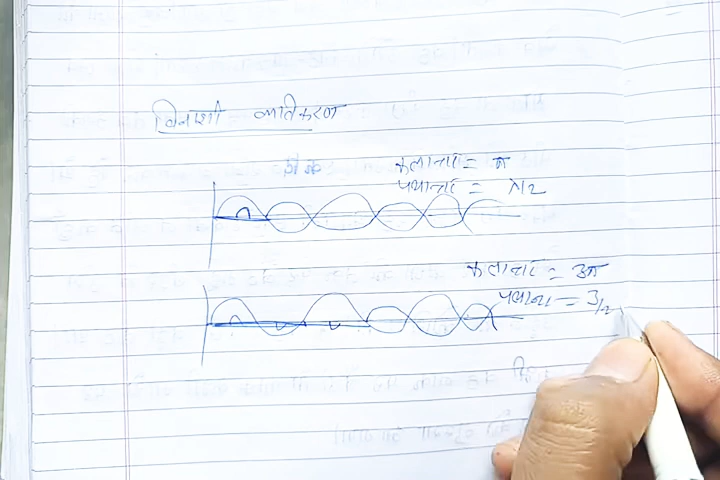 विनाशी व्यतिकरण
कलान्तर = π
पथान्तर = λ/2
कलान्तर = 3π
पथान्तर = 3/2